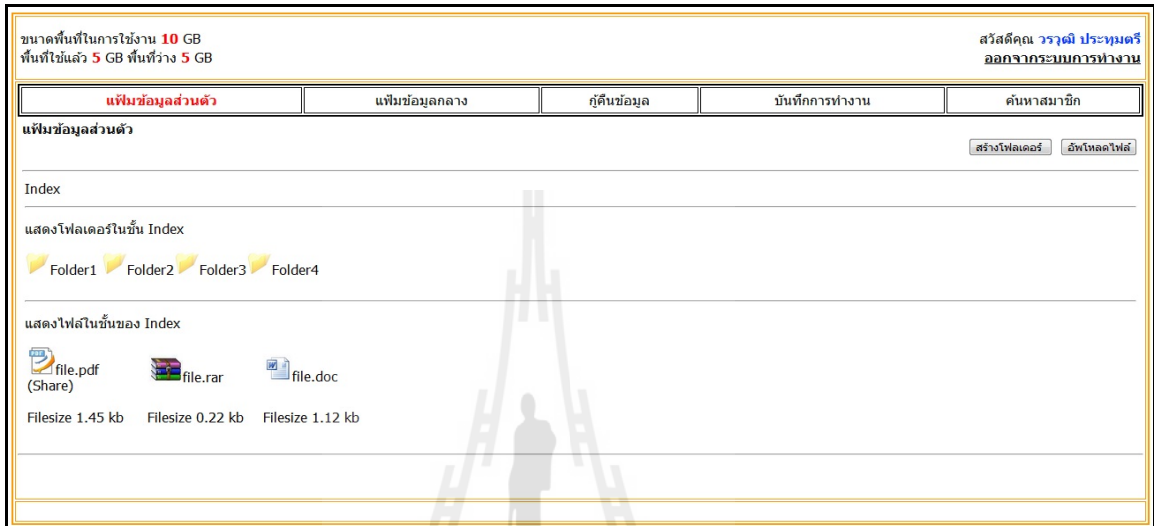 ขนาดพื้นที่ในการใช้งาน 10 GB
พื้นที่ใช้แล้ว 5 GB พื้นที่ว่าง 5 GB
สวัสดีคุณ วรวุฒิ ประทุมตรี
ออกจากระบบการทำงาน
แฟ้มข้อมูลส่วนตัว แฟ้มข้อมูลกลาง กู้คืนข้อมูล บันทึกการทำงาน ค้นหาสมาชิก
แฟ้มข้อมูลส่วนตัว
สร้างโฟลเดอร์ อัพโหลดไฟล์
Index
แสดงโฟลเดอร์ในชั้น Index
Folder1 Folder2 Folder3 Folder4
แสดงไฟล์ในชั้นของ Index
file.pdf file.rar file.doc
(Share)
Filesize 1.45 kb Filesize 0.22 kb Filesize 1.12 kb